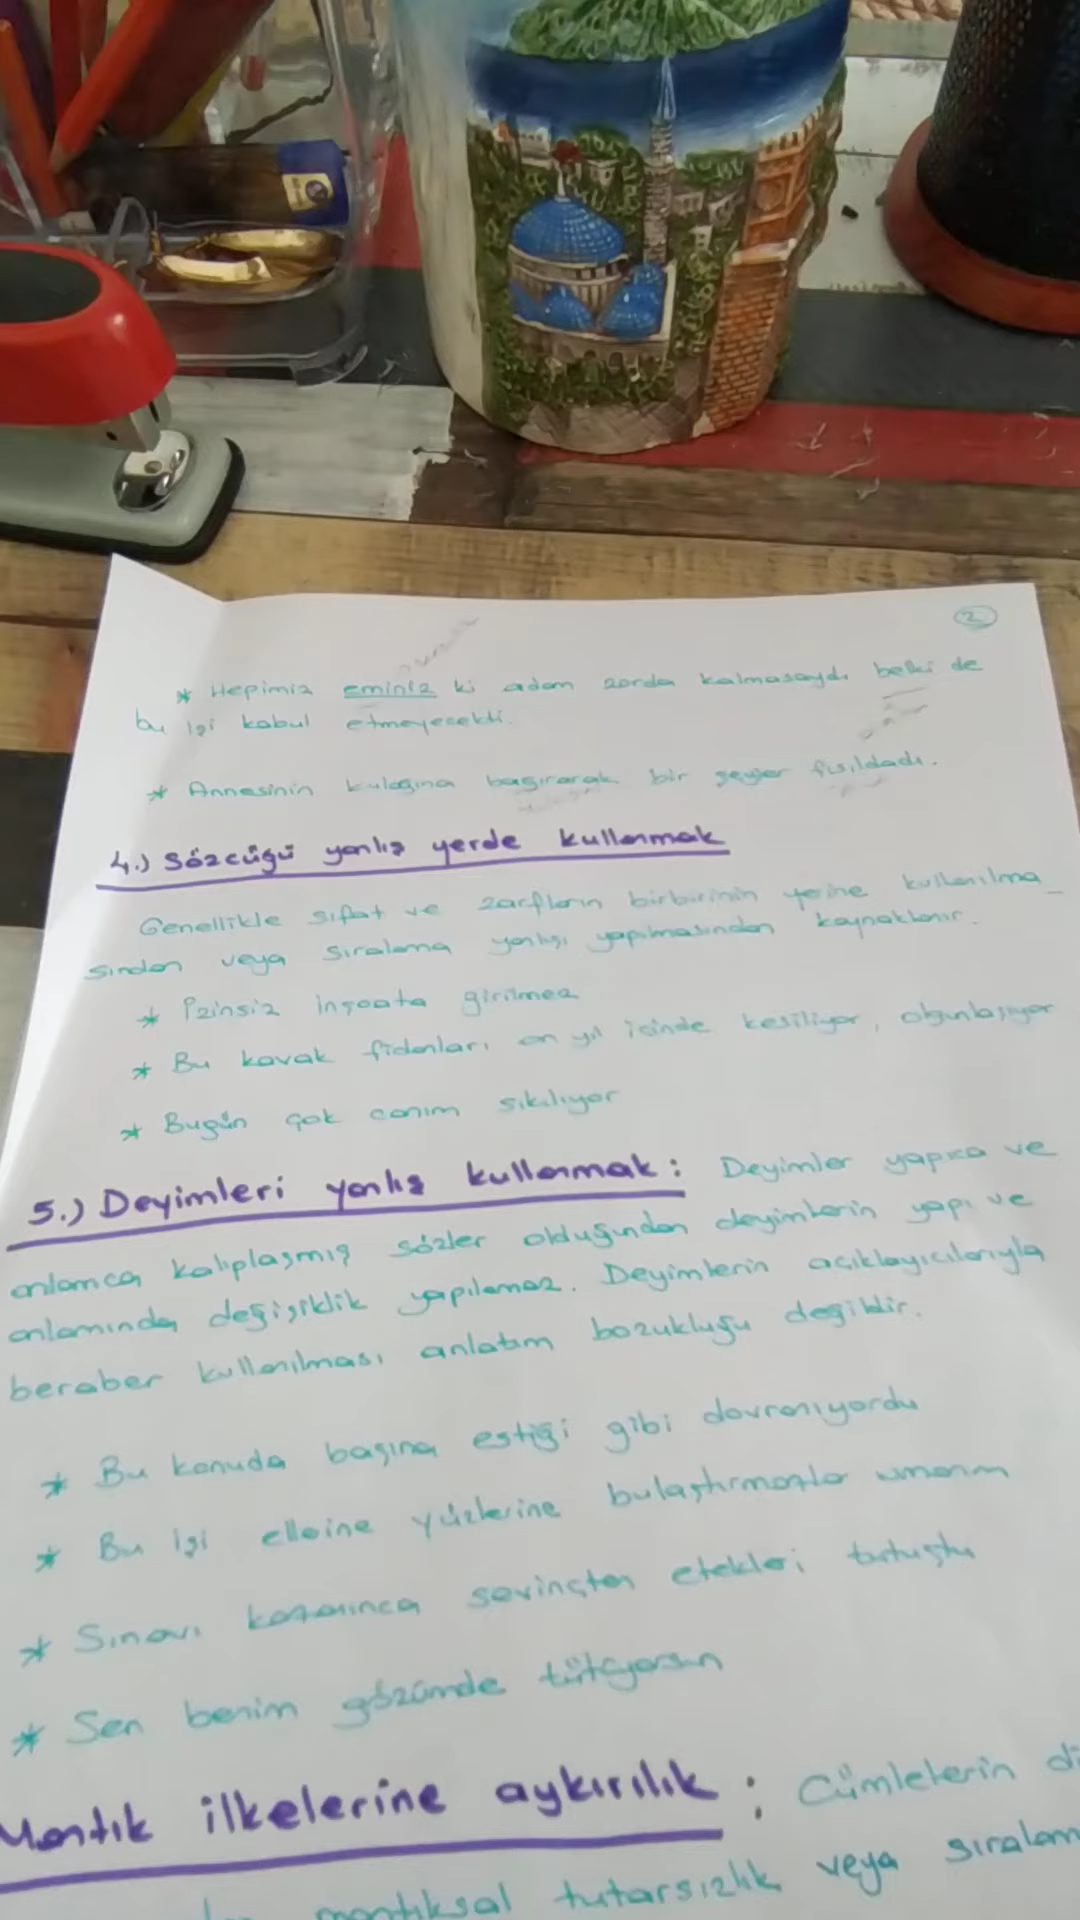 2
* Hepimiz eminiz ki adam zorda kalmasaydı belki de
bu işi kabul etmeyecekti.
* Annesinin kulağına bağırarak bir şeyler fısıldadı.
4.) Sözcüğü yanlış yerde kullanmak
Genellikle sıfat ve zarfların birbirinin yerine kullanılma_
sından veya sıralama yanlışı yapılmasından kaynaklanır.
* İzinsiz inşaata girilmez
* Bu kavak fidanları on yıl içinde kesiliyor, olgunlaşıyor
* Bugün çok canım sıkılıyor
5.) Deyimleri yanlış kullanmak: Deyimler yapıca ve
anlamca kalıplaşmış sözler olduğundan deyimlerin yapı ve
anlamında değişiklik yapılamaz. Deyimlerin açıklayıcılarıyla
beraber kullanılması anlatım bozukluğu değildir.
* Bu konuda başına estiği gibi davranıyordu
* Bu işi ellerine yüzlerine bulaştırmazlar umarım
* Sınavı kazanınca sevinçten etekleri tutuştu
* Sen benim gözümde tütüyorsun
Mantık ilkelerine aykırılık : Cümlelerin di
mantıksal tutarsızlık veya sıralam